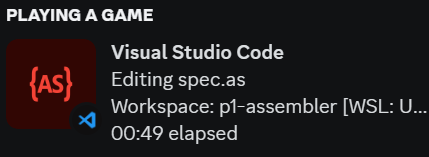 PLAYING A GAME
{AS}
Visual Studio Code
Editing spec.as
Workspace: p1-assembler [WSL: U...
00:49 elapsed